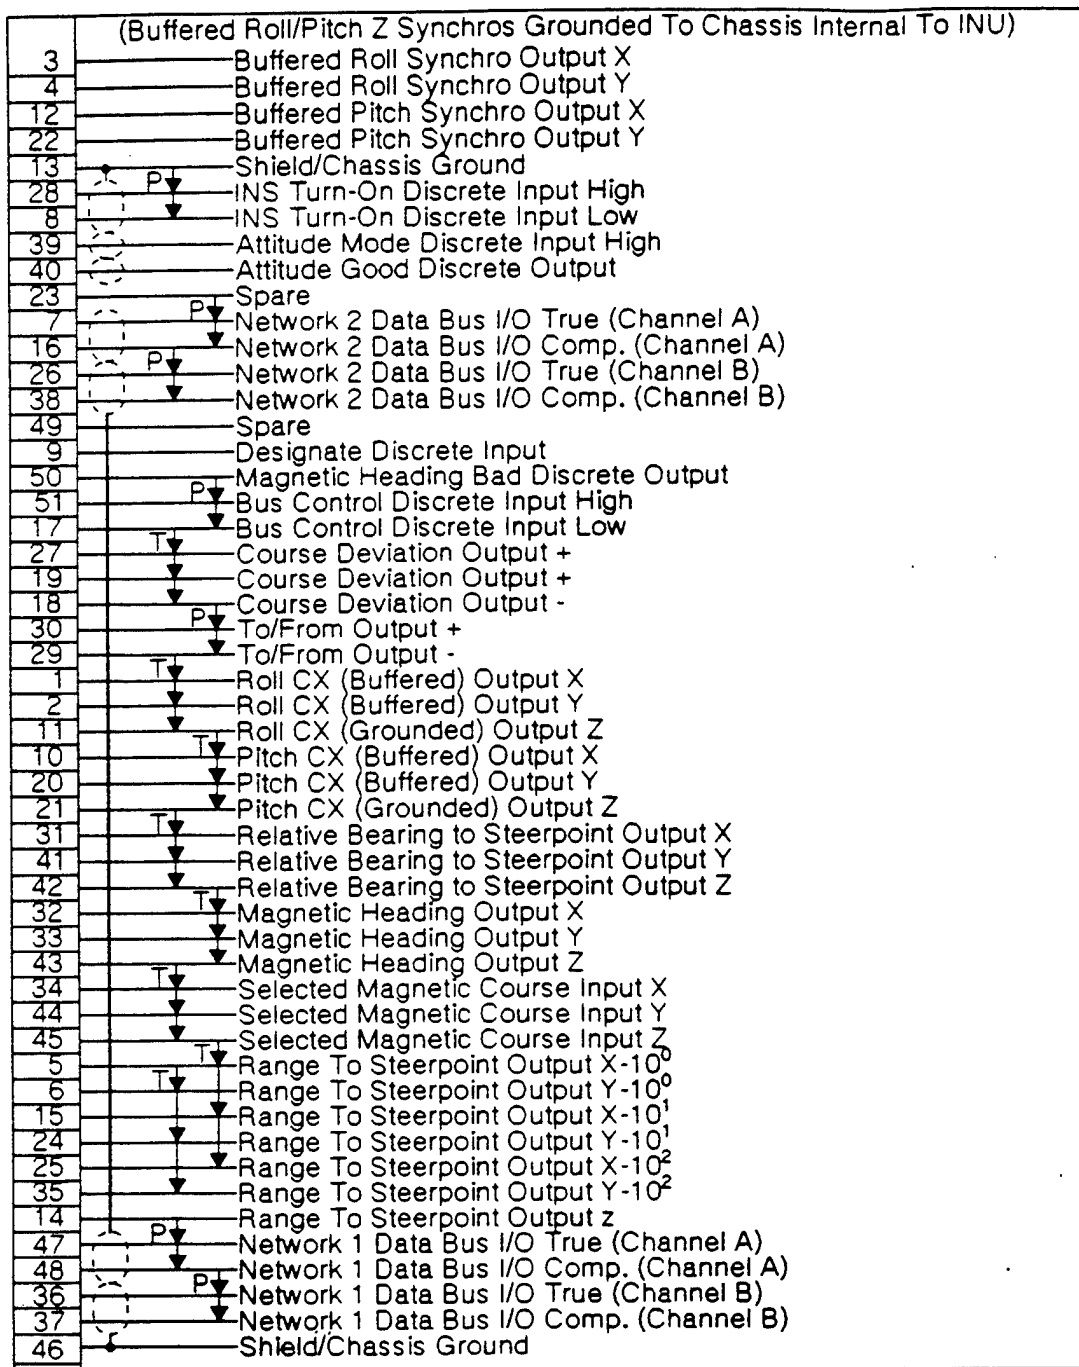 (Buffered Roll/Pitch Z Synchros Grounded To Chassis Internal To INU)
3 Buffered Roll Synchro Output X
4 Buffered Roll Synchro Output Y
12 Buffered Pitch Synchro Output X
22 Buffered Pitch Synchro Output Y
13 Shield/Chassis Ground
28 P INS Turn-On Discrete Input High
8 INS Turn-On Discrete Input Low
39 Attitude Mode Discrete Input High
40 Attitude Good Discrete Output
23 Spare
7 P Network 2 Data Bus I/O True (Channel A)
16 Network 2 Data Bus I/O Comp. (Channel A)
26 P Network 2 Data Bus I/O True (Channel B)
38 Network 2 Data Bus I/O Comp. (Channel B)
49 Spare
9 Designate Discrete Input
50 Magnetic Heading Bad Discrete Output
51 P Bus Control Discrete Input High
17 Bus Control Discrete Input Low
27 T Course Deviation Output +
19 Course Deviation Output +
18 Course Deviation Output -
30 P To/From Output +
29 To/From Output -
1 T Roll CX (Buffered) Output X
2 Roll CX (Buffered) Output Y
11 Roll CX (Grounded) Output Z
10 T Pitch CX (Buffered) Output X
20 Pitch CX (Buffered) Output Y
21 Pitch CX (Grounded) Output Z
31 T Relative Bearing to Steerpoint Output X
41 Relative Bearing to Steerpoint Output Y
42 Relative Bearing to Steerpoint Output Z
32 T Magnetic Heading Output X
33 Magnetic Heading Output Y
43 Magnetic Heading Output Z
34 T Selected Magnetic Course Input X
44 Selected Magnetic Course Input Y
45 Selected Magnetic Course Input Z
5 T Range To Steerpoint Output X-10⁰
6 T Range To Steerpoint Output Y-10⁰
15 Range To Steerpoint Output X-10¹
24 Range To Steerpoint Output Y-10¹
25 Range To Steerpoint Output X-10²
35 Range To Steerpoint Output Y-10²
14 Range To Steerpoint Output z
47 P Network 1 Data Bus I/O True (Channel A)
48 Network 1 Data Bus I/O Comp. (Channel A)
36 P Network 1 Data Bus I/O True (Channel B)
37 Network 1 Data Bus I/O Comp. (Channel B)
46 Shield/Chassis Ground